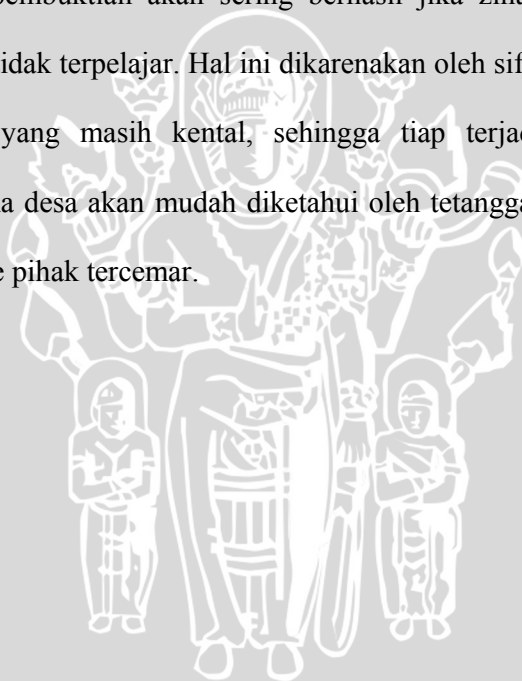 pembuktian akan sering berhasil jika zina
idak terpelajar. Hal ini dikarenakan oleh sif
yang masih kental, sehingga tiap terjad
a desa akan mudah diketahui oleh tetangga
e pihak tercemar.